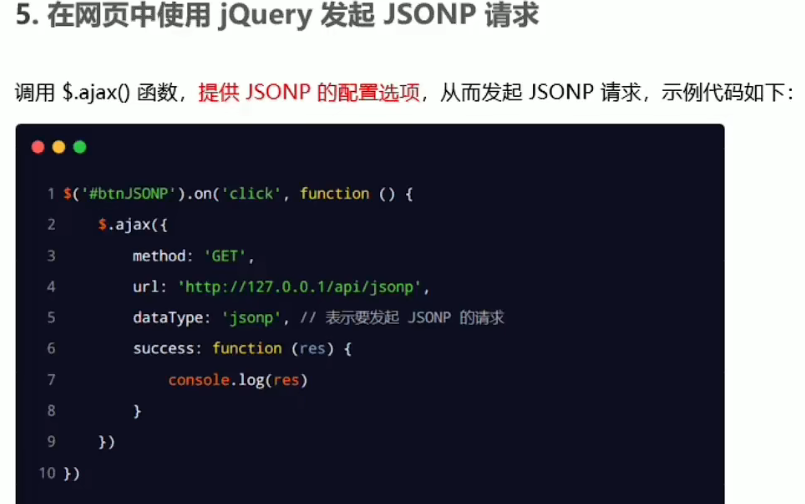 5. 在网页中使用 jQuery 发起 JSONP 请求
调用 $.ajax() 函数，提供 JSONP 的配置选项，从而发起 JSONP 请求，示例代码如下：
1 $('#btnJSONP').on('click', function () {
2     $.ajax({
3         method: 'GET',
4         url: 'http://127.0.0.1/api/jsonp',
5         dataType: 'jsonp', // 表示要发起 JSONP 的请求
6         success: function (res) {
7             console.log(res)
8         }
9     })
10 })